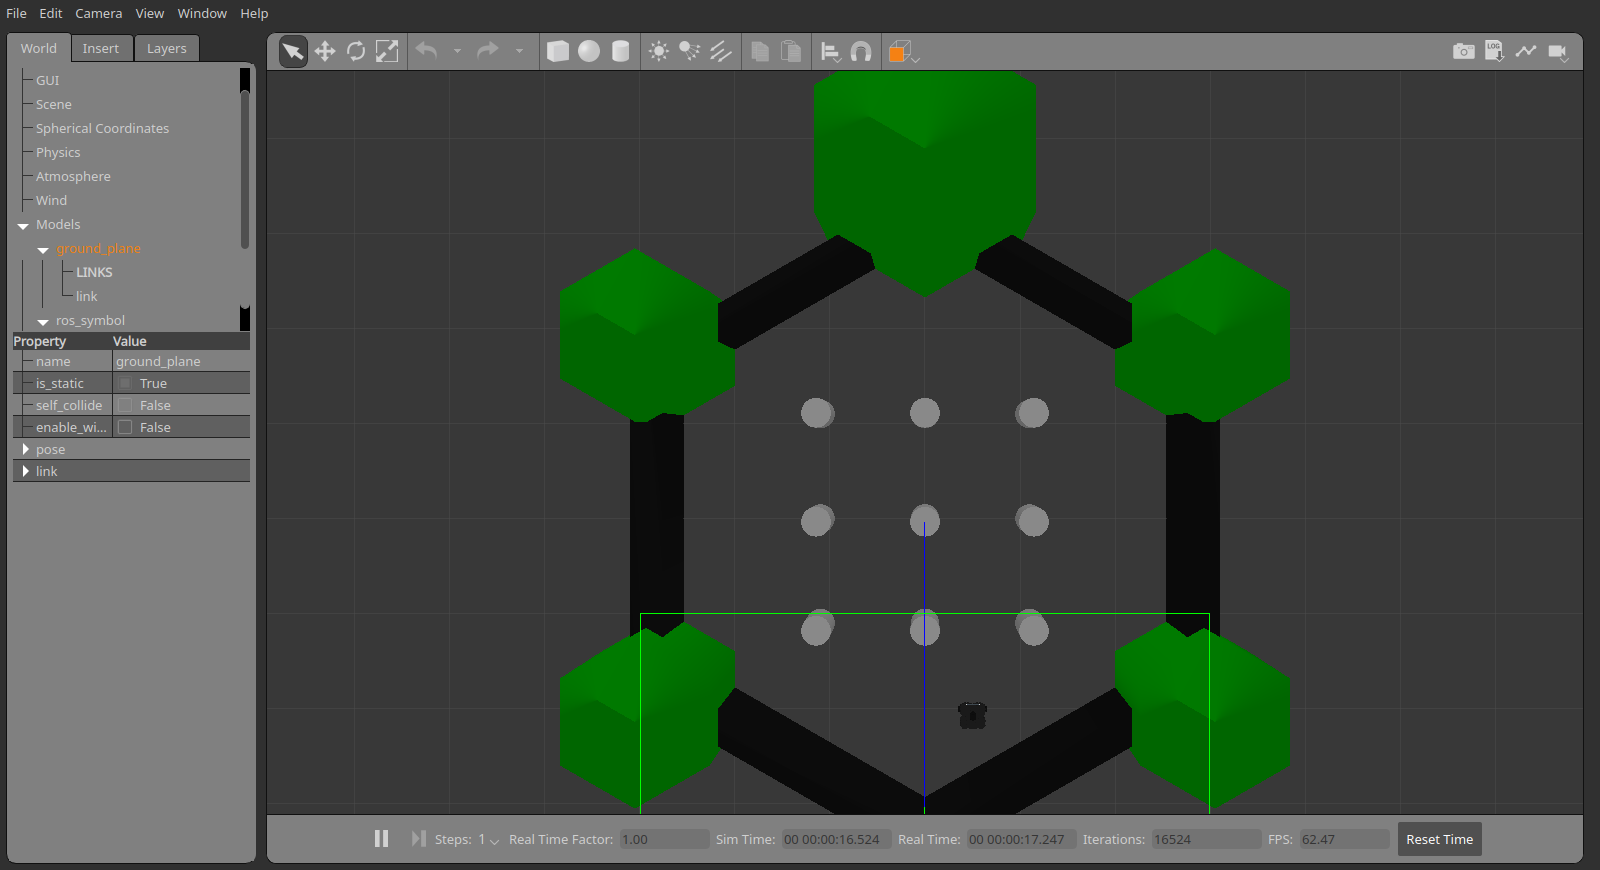 File Edit Camera View Window Help
World Insert Layers
GUI
Scene
Spherical Coordinates
Physics
Atmosphere
Wind
Models
ground_plane
LINKS
link
ros_symbol
Property Value
name ground_plane
is_static True
self_collide False
enable_wi... False
pose
link
LOG
Steps: 1 Real Time Factor: 1.00 Sim Time: 00 00:00:16.524 Real Time: 00 00:00:17.247 Iterations: 16524 FPS: 62.47 Reset Time